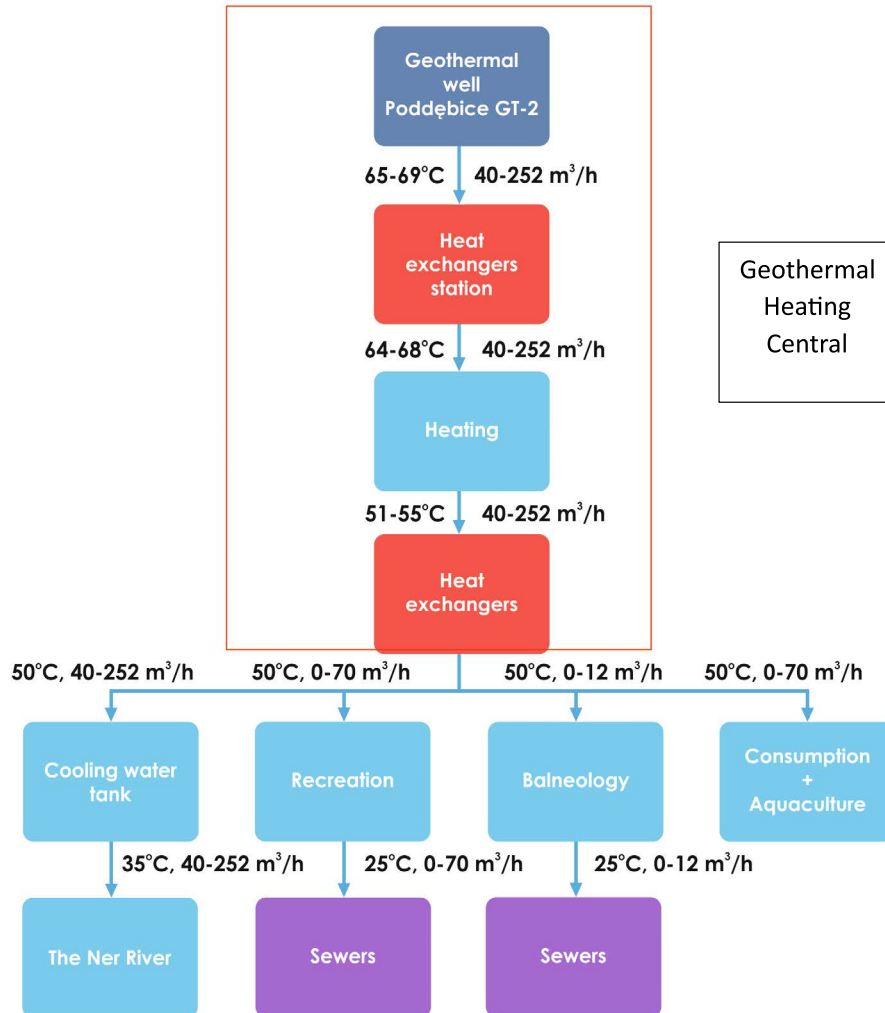 Geothermal
well
Poddębice GT-2
65-69°C 40-252 m³/h
Heat
exchangers
station
Geothermal
Heating
Central
64-68°C 40-252 m³/h
Heating
51-55°C 40-252 m³/h
Heat
exchangers
50°C, 40-252 m³/h 50°C, 0-70 m³/h 50°C, 0-12 m³/h 50°C, 0-70 m³/h
Cooling water
tank
Recreation
Balneology
Consumption
+
Aquaculture
35°C, 40-252 m³/h 25°C, 0-70 m³/h 25°C, 0-12 m³/h
The Ner River
Sewers
Sewers